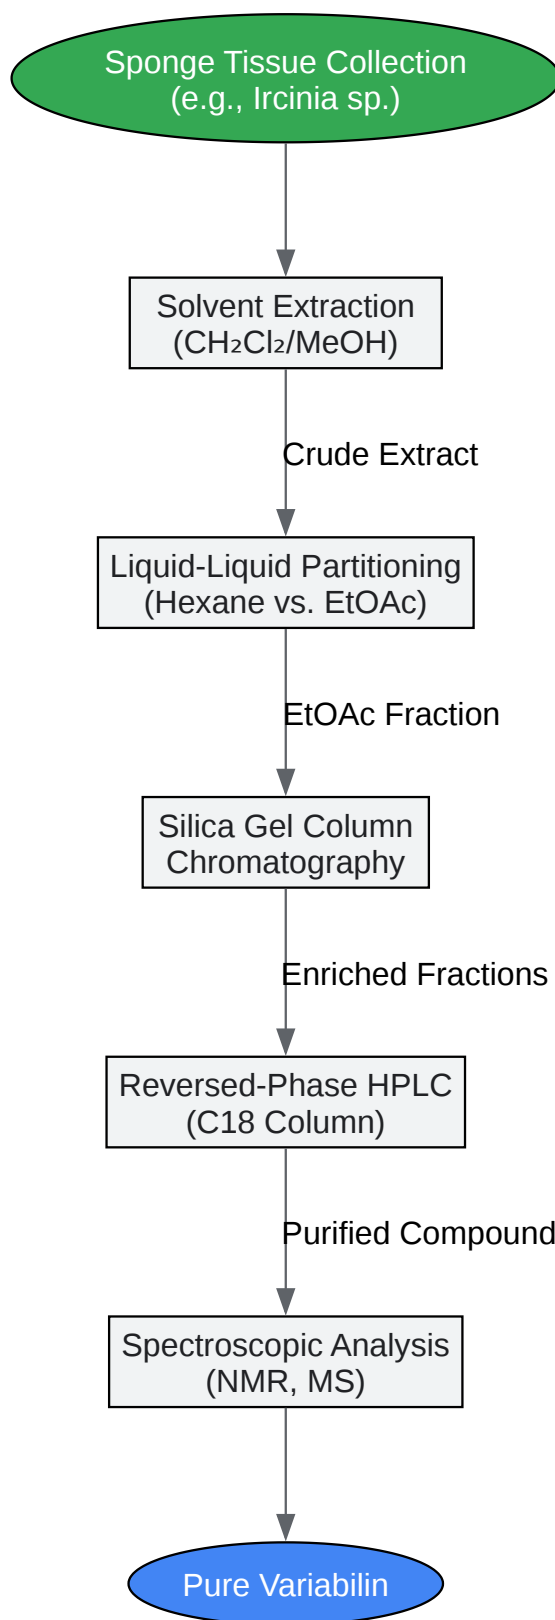 Sponge Tissue Collection
(e.g., Ircinia sp.)
Solvent Extraction
(CH₂Cl₂/MeOH)
Crude Extract
Liquid-Liquid Partitioning
(Hexane vs. EtOAc)
EtOAc Fraction
Silica Gel Column
Chromatography
Enriched Fractions
Reversed-Phase HPLC
(C18 Column)
Purified Compound
Spectroscopic Analysis
(NMR, MS)
Pure Variabilin